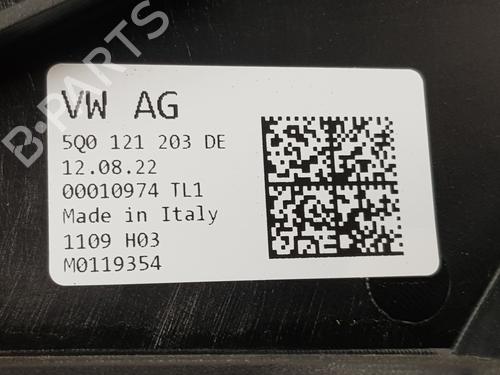 B-PARTS
VW AG
5Q0 121 203 DE
12.08.22
00010974 TL1
Made in Italy
1109 H03
M0119354